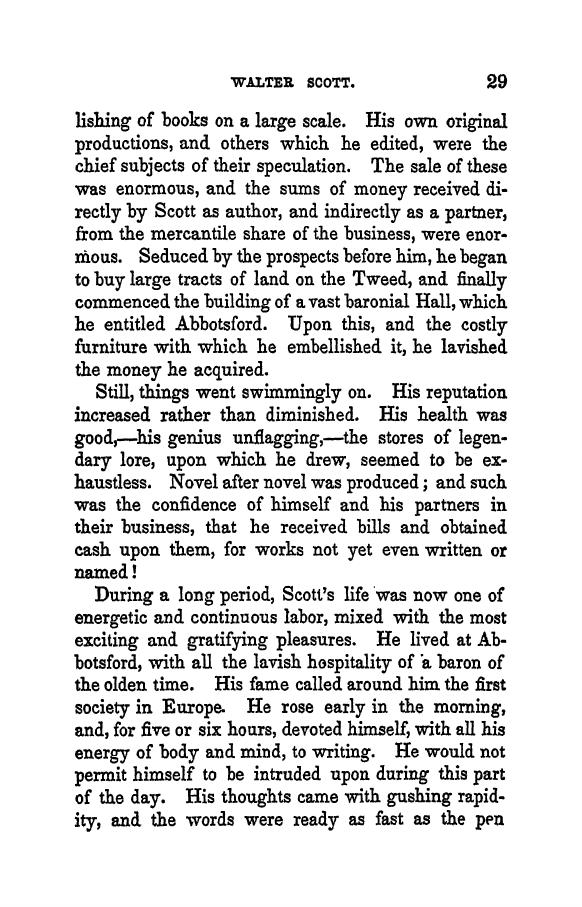 WALTER SCOTT. 29
lishing of books on a large scale. His own original
productions, and others which he edited, were the
chief subjects of their speculation. The sale of these
was enormous, and the sums of money received di-
rectly by Scott as author, and indirectly as a partner,
from the mercantile share of the business, were enor-
mous. Seduced by the prospects before him, he began
to buy large tracts of land on the Tweed, and finally
commenced the building of a vast baronial Hall, which
he entitled Abbotsford. Upon this, and the costly
furniture with which he embellished it, he lavished
the money he acquired.
Still, things went swimmingly on. His reputation
increased rather than diminished. His health was
good,—his genius unflagging,—the stores of legen-
dary lore, upon which he drew, seemed to be ex-
haustless. Novel after novel was produced; and such
was the confidence of himself and his partners in
their business, that he received bills and obtained
cash upon them, for works not yet even written or
named!
During a long period, Scott's life was now one of
energetic and continuous labor, mixed with the most
exciting and gratifying pleasures. He lived at Ab-
botsford, with all the lavish hospitality of a baron of
the olden time. His fame called around him the first
society in Europe. He rose early in the morning,
and, for five or six hours, devoted himself, with all his
energy of body and mind, to writing. He would not
permit himself to be intruded upon during this part
of the day. His thoughts came with gushing rapid-
ity, and the words were ready as fast as the pen